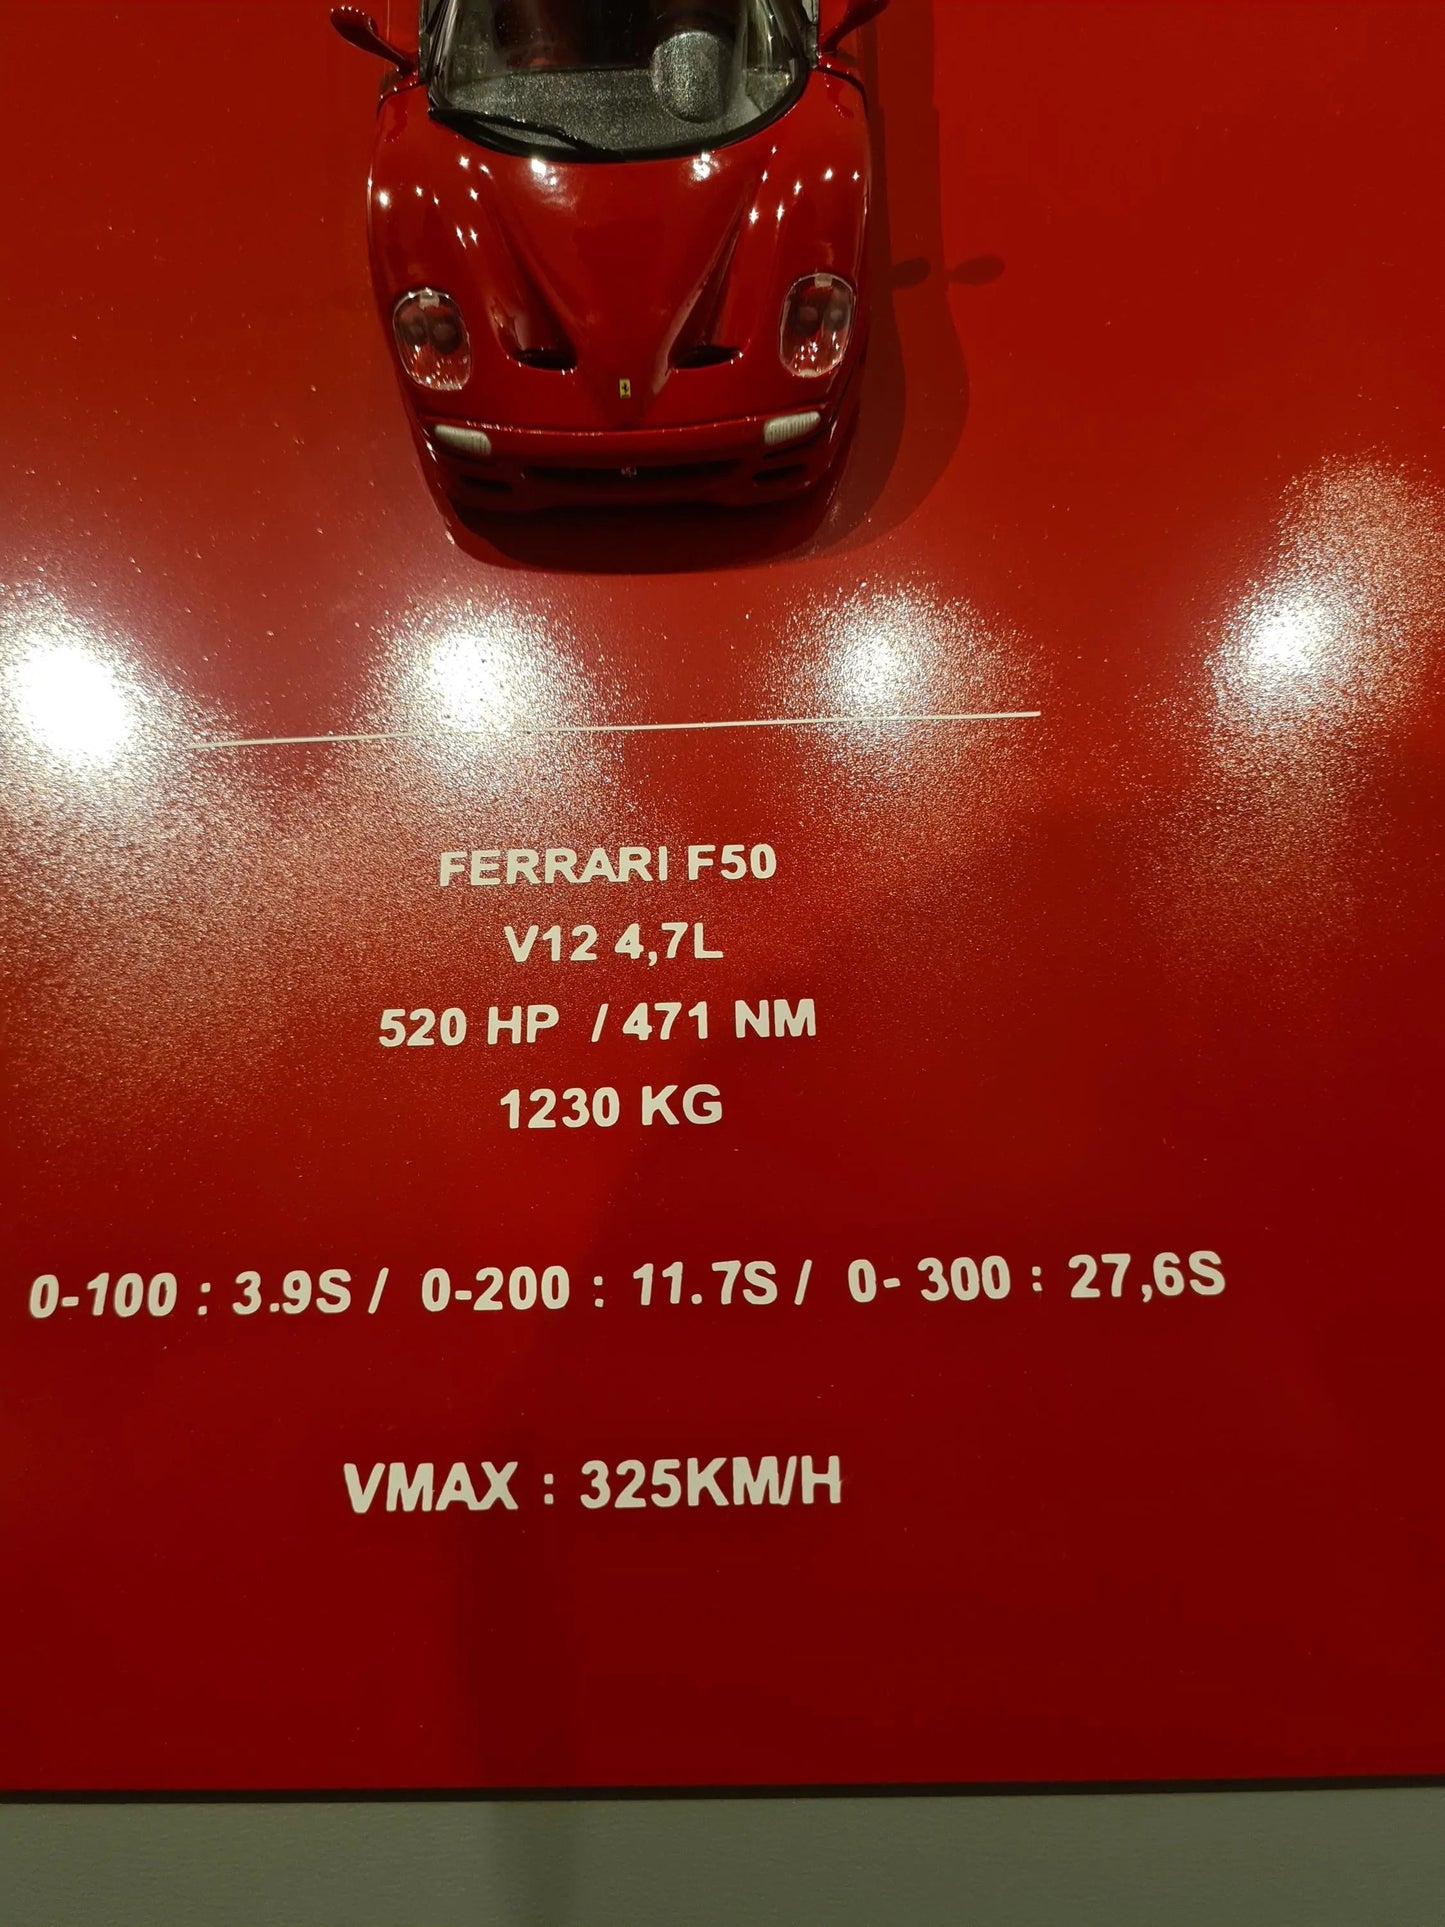 FERRARI F50
V12 4,7L
520 HP / 471 NM
1230 KG
0-100 : 3.9S / 0-200 : 11.7S / 0- 300 : 27,6S
VMAX : 325KM/H